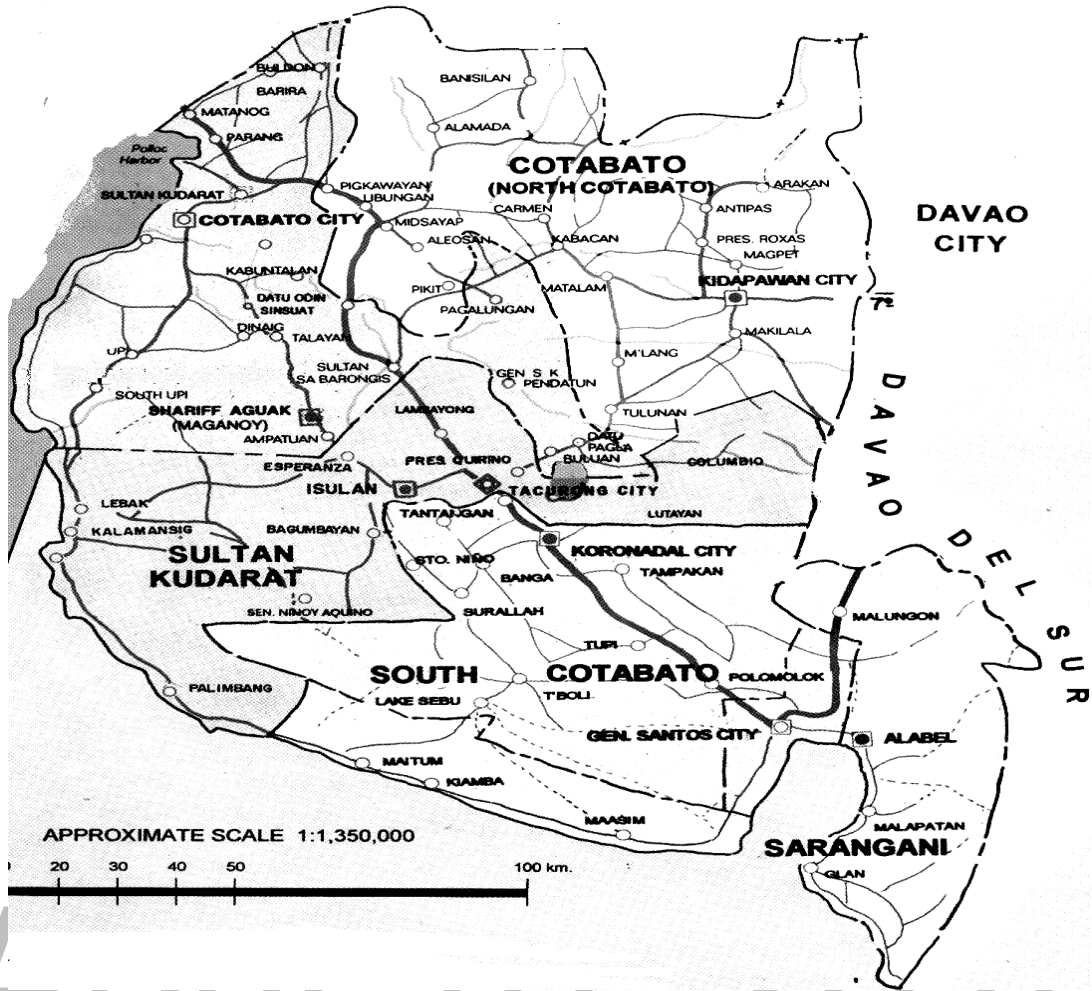 BULDON
BARIRA
MATANOG
PARANG
Polloc
Harbor
SULTAN KUDARAT
COTABATO CITY
BANISILAN
ALAMADA
COTABATO
(NORTH COTABATO)
PIGKAWAYAN
LIBUNGAN
MIDSAYAP
ALEOSAN
CARMEN
KABACAN
ARAKAN
ANTIPAS
PRES. ROXAS
MAGPET
KIDAPAWAN CITY
DAVAO
CITY
KABUNTALAN
DATU ODIN
SINSUAT
DINAIG
TALAYAN
PIKIT
PAGALUNGAN
MATALAM
MAKILALA
M'LANG
UPI
SOUTH UPI
SULTAN
SA BARONGIS
GEN. S K
PENDATUN
SHARIFF AGUAK
(MAGANOY)
AMPATUAN
LAMBAYONG
TULUNAN
DATU
PAGLA
BULUAN
COLUMBIO
ESPERANZA
PRES. QUIRINO
ISULAN
TACURONG CITY
LUTAYAN
LEBAK
KALAMANSIG
BAGUMBAYAN
TANTANGAN
SULTAN
KUDARAT
SEN. NINOY AQUINO
STO. NINO
BANGA
KORONADAL CITY
TAMPAKAN
SURALLAH
TUPI
MALUNGON
DAVAO DEL SUR
PALIMBANG
SOUTH COTABATO
LAKE SEBU
T'BOLI
POLOMOLOK
GEN. SANTOS CITY
ALABEL
MAITUM
KIAMBA
MAASIM
MALAPATAN
SARANGANI
GLAN
APPROXIMATE SCALE 1:1,350,000
20 30 40 50 100 km.